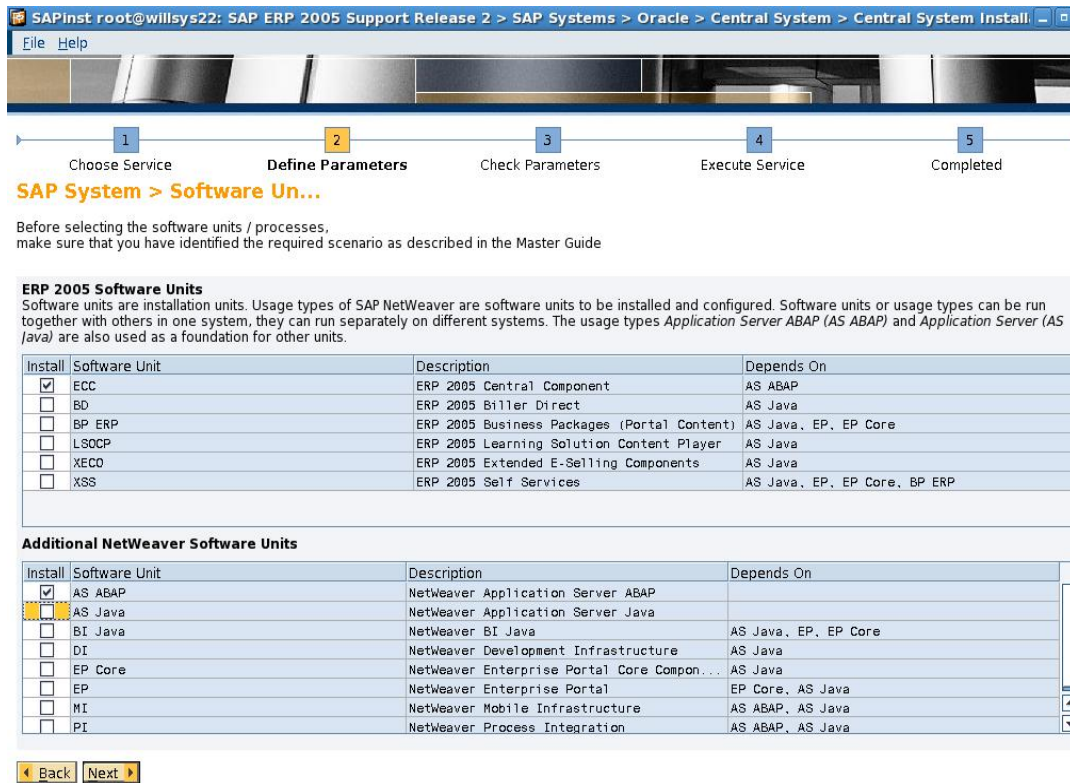 SAPinst root@willsys22: SAP ERP 2005 Support Release 2 > SAP Systems > Oracle > Central System > Central System Install
File Help
1 2 3 4 5
Choose Service Define Parameters Check Parameters Execute Service Completed
SAP System > Software Un...
Before selecting the software units / processes,
make sure that you have identified the required scenario as described in the Master Guide
ERP 2005 Software Units
Software units are installation units. Usage types of SAP NetWeaver are software units to be installed and configured. Software units or usage types can be run
together with others in one system, they can run separately on different systems. The usage types Application Server ABAP (AS ABAP) and Application Server (AS
Java) are also used as a foundation for other units.
Install Software Unit Description Depends On
ECC ERP 2005 Central Component AS ABAP
BD ERP 2005 Biller Direct AS Java
BP ERP ERP 2005 Business Packages (Portal Content) AS Java, EP, EP Core
LSOCP ERP 2005 Learning Solution Content Player AS Java
XECO ERP 2005 Extended E-Selling Components AS Java
XSS ERP 2005 Self Services AS Java, EP, EP Core, BP ERP
Additional NetWeaver Software Units
Install Software Unit Description Depends On
AS ABAP NetWeaver Application Server ABAP
AS Java NetWeaver Application Server Java
BI Java NetWeaver BI Java AS Java, EP, EP Core
DI NetWeaver Development Infrastructure AS Java
EP Core NetWeaver Enterprise Portal Core Compon... AS Java
EP NetWeaver Enterprise Portal EP Core, AS Java
MI NetWeaver Mobile Infrastructure AS ABAP, AS Java
PI NetWeaver Process Integration AS ABAP, AS Java
Back Next